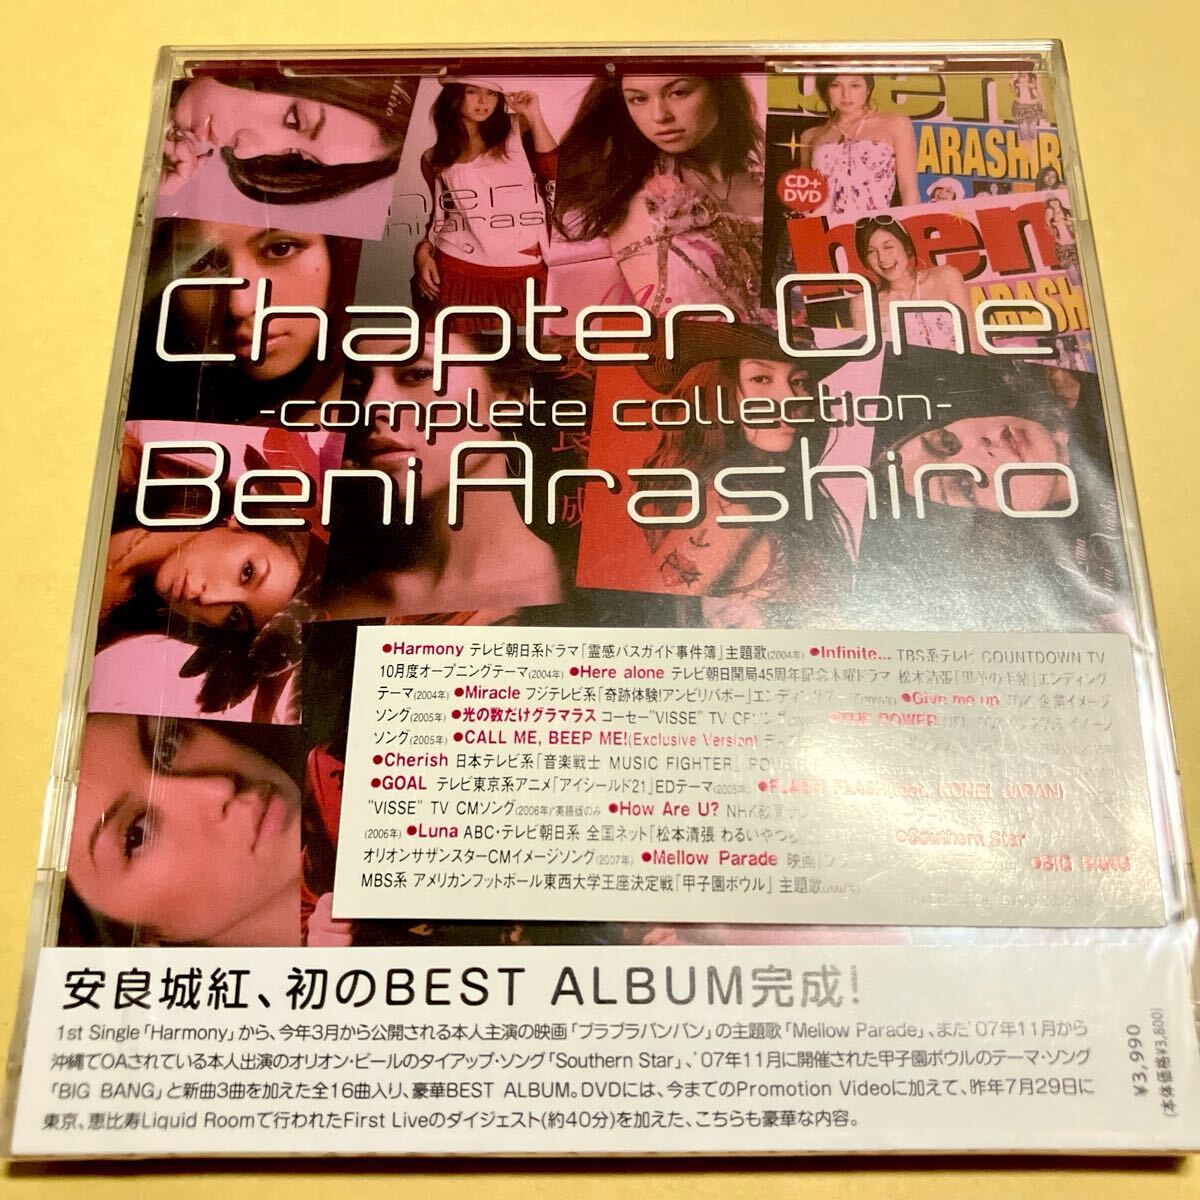 CD+
DVD
ARASHIR
ben
ARASH
Chapter One
-complete collection-
Beni Arashiro
●Harmony テレビ朝日系ドラマ「霊感バスガイド事件簿」主題歌(2004年) ●Infinite... TBS系テレビ COUNTDOWN TV
10月度オープニングテーマ(2004年) ●Here alone テレビ朝日開局45周年記念木曜ドラマ 松本清張「黒革の手帖」エンディング
テーマ(2004年) ●Miracle フジテレビ系「奇跡体験!アンビリバボー」エンディングテーマ ●Give me up 企業イメージ
ソング(2005年) ●光の数だけグラマラス コーセー"VISSE" TV CFソング ●THE POWER イメージ
ソング(2005年) ●CALL ME, BEEP ME!(Exclusive Version)
●Cherish 日本テレビ系「音楽戦士 MUSIC FIGHTER」
●GOAL テレビ東京系アニメ「アイシールド21」EDテーマ(2005年) ●FLASH
"VISSE" TV CMソング(2006年)*英語版のみ ●How Are U?
(2006年) ●Luna ABC・テレビ朝日系 全国ネット「松本清張 わるいやつら ●Southern Star
オリオンサザンスターCMイメージソング(2007年) ●Mellow Parade 映画 ●BIG BANG
MBS系 アメリカンフットボール東西大学王座決定戦「甲子園ボウル」主題歌(2007年)
安良城紅、初のBEST ALBUM完成!
1st Single「Harmony」から、今年3月から公開される本人主演の映画「ブラブラバンバン」の主題歌「Mellow Parade」、また'07年11月から
沖縄でOAされている本人出演のオリオン・ビールのタイアップ・ソング「Southern Star」、'07年11月に開催された甲子園ボウルのテーマ・ソング
「BIG BANG」と新曲3曲を加えた全16曲入り、豪華BEST ALBUM。DVDには、今までのPromotion Videoに加えて、昨年7月29日に
東京、恵比寿Liquid Roomで行われたFirst Liveのダイジェスト(約40分)を加えた、こちらも豪華な内容。
¥3,990
(本体価格¥3,800)